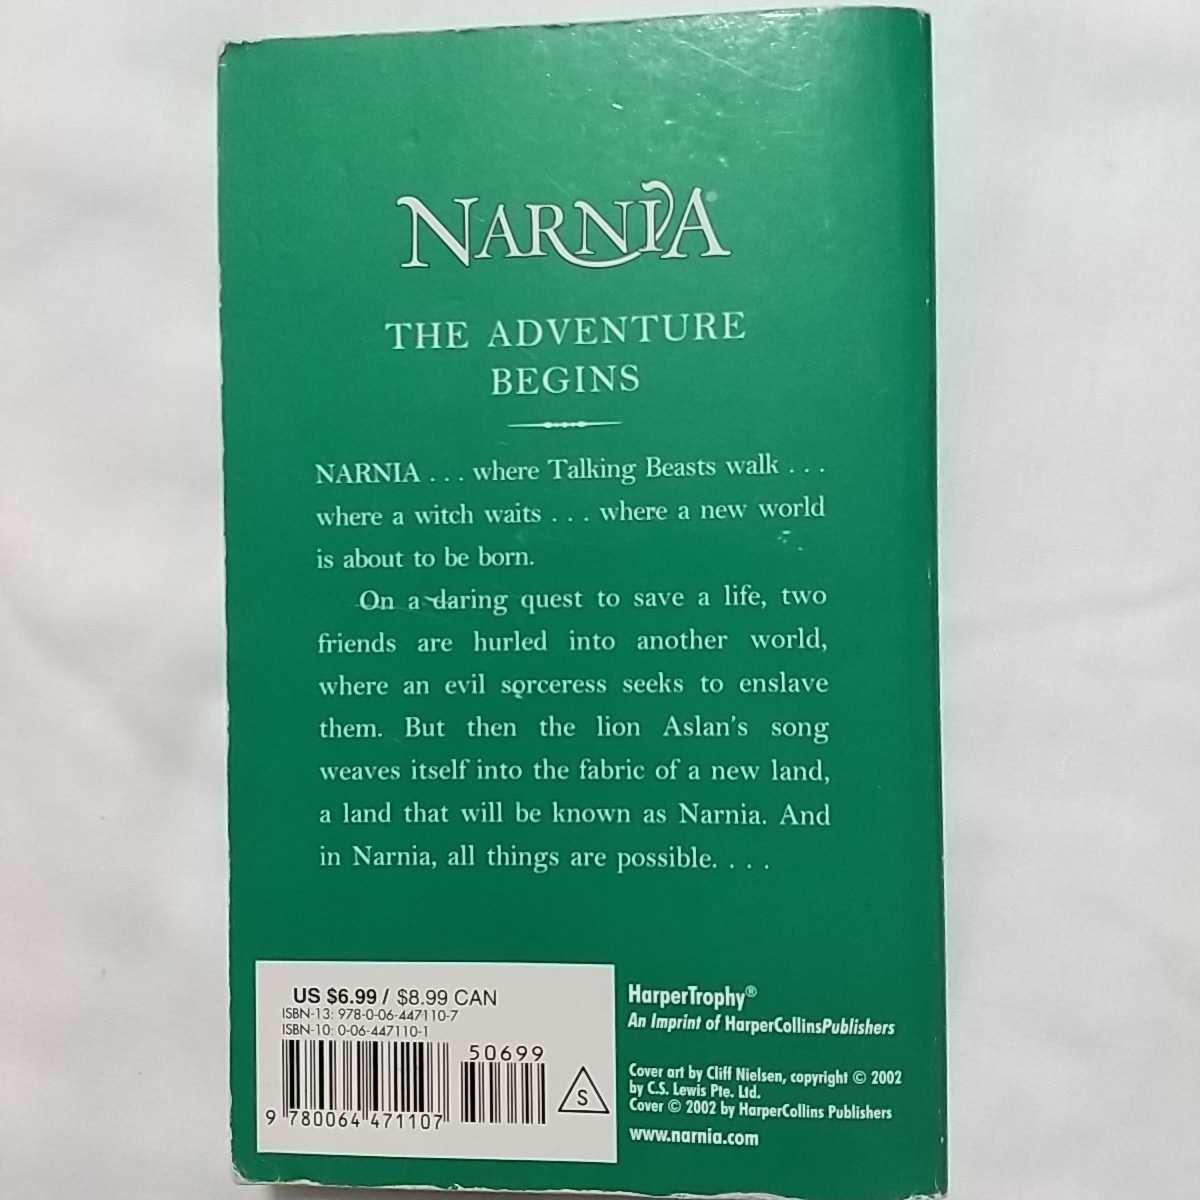 NARNIA®
THE ADVENTURE
BEGINS
NARNIA . . . where Talking Beasts walk . . .
where a witch waits . . . where a new world
is about to be born.
On a daring quest to save a life, two
friends are hurled into another world,
where an evil sorceress seeks to enslave
them. But then the lion Aslan's song
weaves itself into the fabric of a new land,
a land that will be known as Narnia. And
in Narnia, all things are possible. . . .
US $6.99 / $8.99 CAN
ISBN-13: 978-0-06-447110-7
ISBN-10: 0-06-447110-1
50699
9 780064 471107
S
HarperTrophy®
An Imprint of HarperCollinsPublishers
Cover art by Cliff Nielsen, copyright © 2002
by C.S. Lewis Pte. Ltd.
Cover © 2002 by HarperCollins Publishers
www.narnia.com